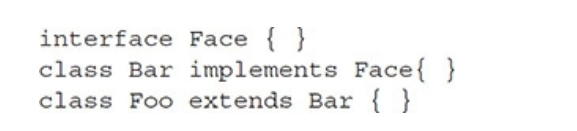 interface Face { }
class Bar implements Face{ }
class Foo extends Bar { }